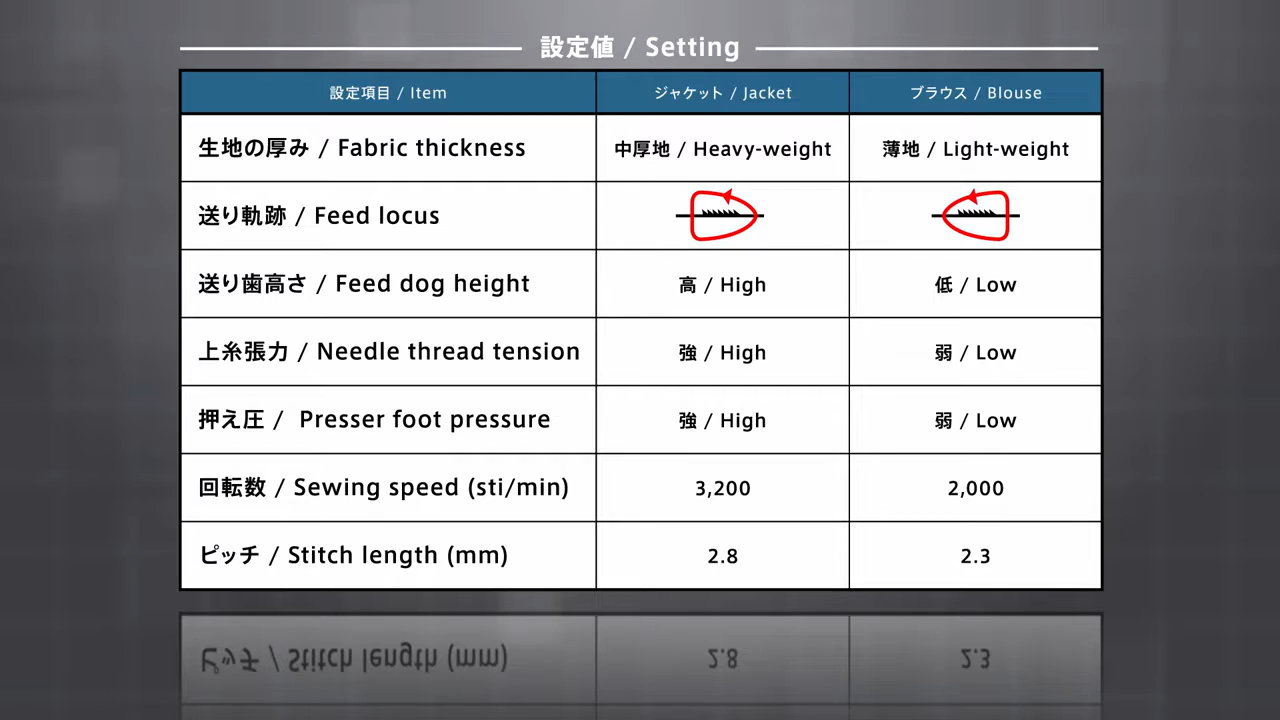 設定値 / Setting
設定項目 / Item ジャケット / Jacket ブラウス / Blouse
生地の厚み / Fabric thickness 中厚地 / Heavy-weight 薄地 / Light-weight
送り軌跡 / Feed locus
送り歯高さ / Feed dog height 高 / High 低 / Low
上糸張力 / Needle thread tension 強 / High 弱 / Low
押え圧 / Presser foot pressure 強 / High 弱 / Low
回転数 / Sewing speed (sti/min) 3,200 2,000
ピッチ / Stitch length (mm) 2.8 2.3